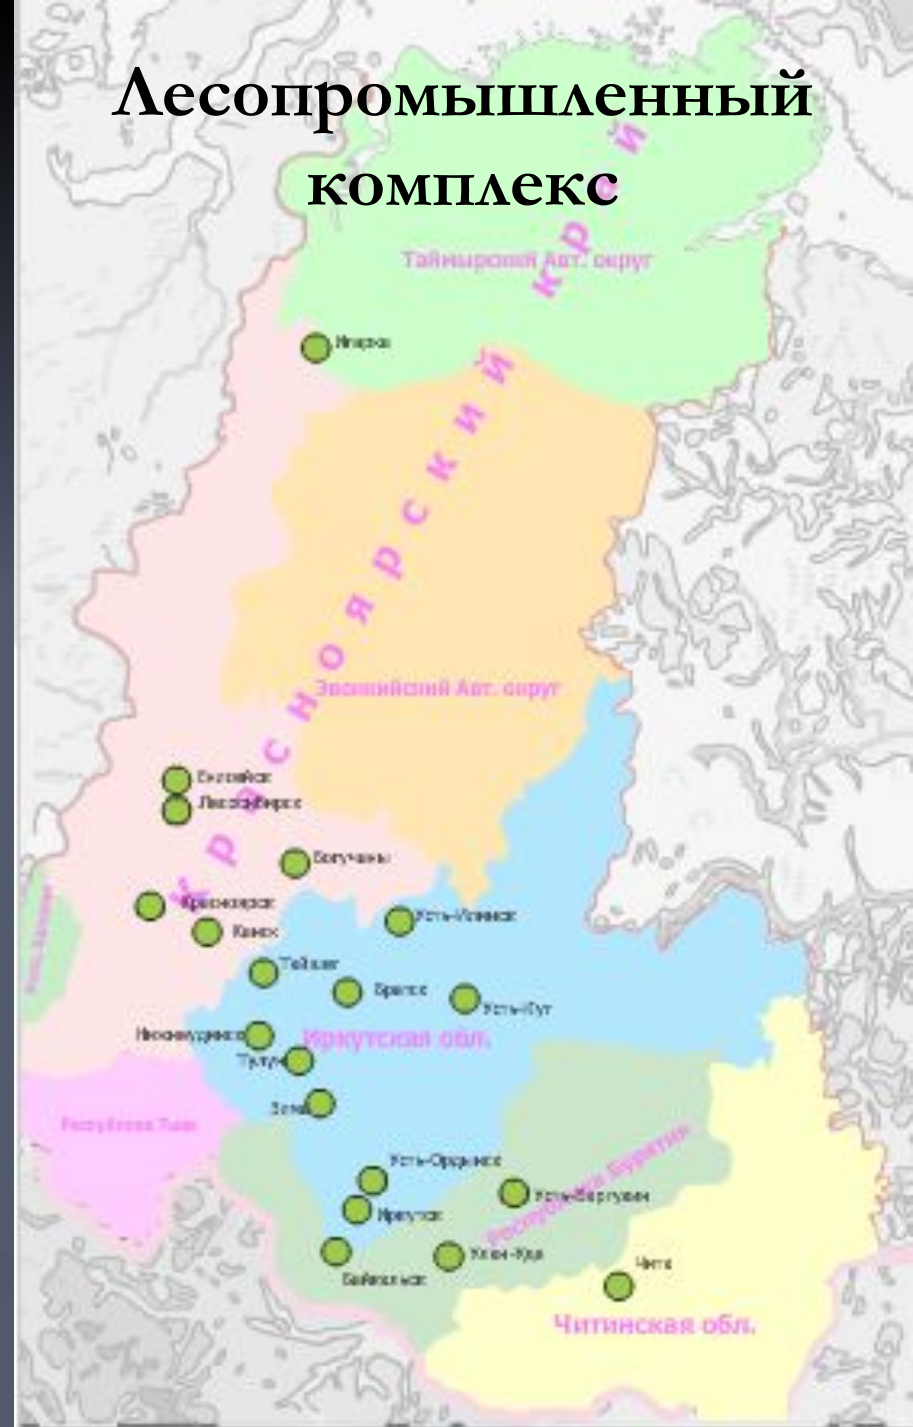 Лесопромышленный
комплекс
Красноярский край
Таймырский Авт. округ
Игарка
Эвенкийский Авт. округ
Енисейск
Лесосибирск
Богучаны
Красноярск
Усть-Илимск
Канск
Тайшет
Братск
Усть-Кут
Нижнеудинск
Иркутская обл.
Тулун
Зима
Республика Тыва
Республика Бурятия
Усть-Ордынск
Усть-Баргузин
Иркутск
Улан-Удэ
Чита
Байкальск
Читинская обл.